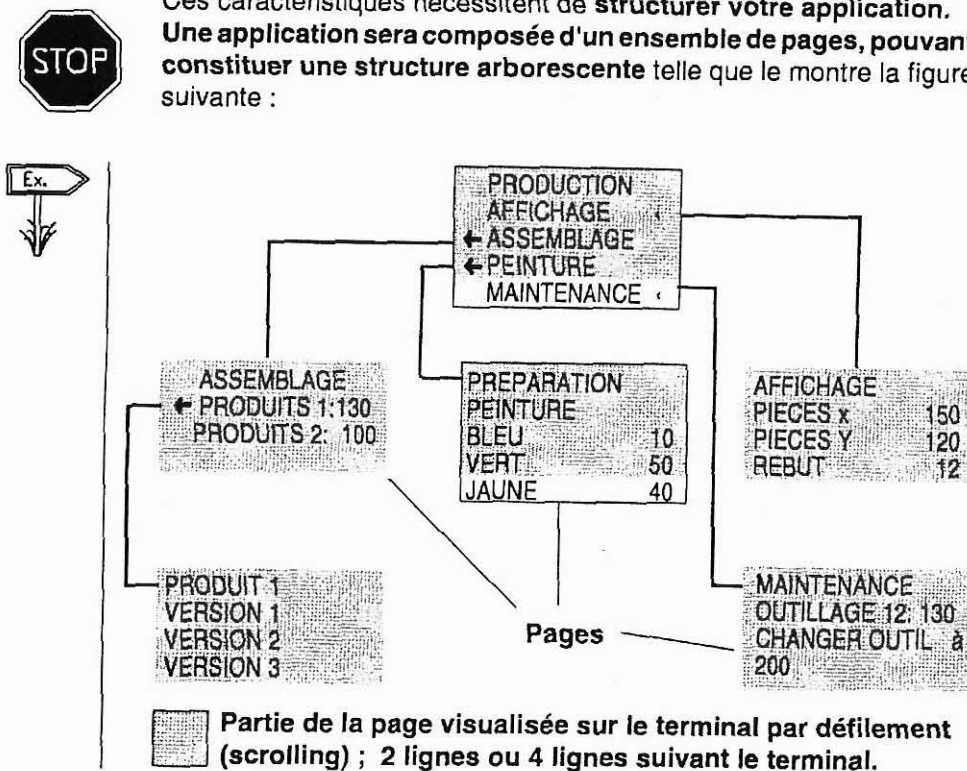 Ces caractéristiques nécessitent de structurer votre application.
Une application sera composée d'un ensemble de pages, pouvant
constituer une structure arborescente telle que le montre la figure
suivante :
STOP
Ex.
PRODUCTION
AFFICHAGE
ASSEMBLAGE
PEINTURE
MAINTENANCE
ASSEMBLAGE
PRODUITS 1:130
PRODUITS 2: 100
PREPARATION
PEINTURE
BLEU 10
VERT 50
JAUNE 40
AFFICHAGE
PIECES x 150
PIECES Y 120
REBUT 12
PRODUIT 1
VERSION 1
VERSION 2
VERSION 3
Pages
MAINTENANCE
OUTILLAGE 12: 130
CHANGER OUTIL à
200
Partie de la page visualisée sur le terminal par défilement
(scrolling) ; 2 lignes ou 4 lignes suivant le terminal.